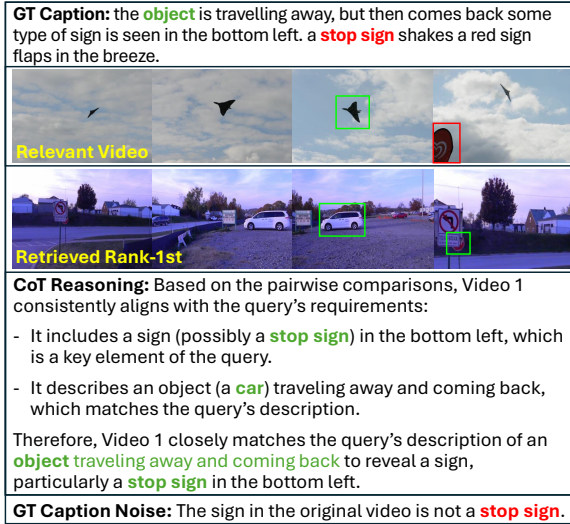 GT Caption: the object is travelling away, but then comes back some
type of sign is seen in the bottom left. a stop sign shakes a red sign
flaps in the breeze.
Relevant Video
Retrieved Rank-1st
CoT Reasoning: Based on the pairwise comparisons, Video 1
consistently aligns with the query's requirements:
- It includes a sign (possibly a stop sign) in the bottom left, which
is a key element of the query.
- It describes an object (a car) traveling away and coming back,
which matches the query's description.
Therefore, Video 1 closely matches the query's description of an
object traveling away and coming back to reveal a sign,
particularly a stop sign in the bottom left.
GT Caption Noise: The sign in the original video is not a stop sign.